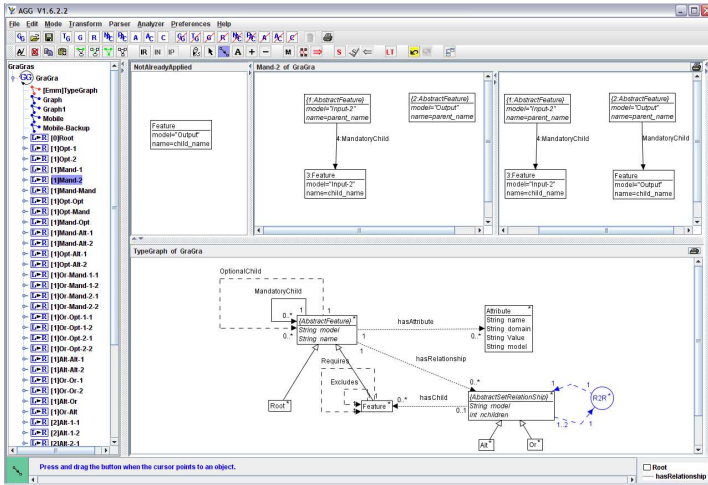 AGG V1.6.2.2
File Edit Mode Transform Parser Analyzer Preferences Help
GraGras
GraGra
[Emm]TypeGraph
Graph
Graph1
Mobile
Mobile-Backup
[0]Root
[1]Opt-1
[1]Opt-2
[1]Mand-1
[1]Mand-2
[1]Mand-Mand
[1]Opt-Opt
[1]Opt-Mand
[1]Mand-Opt
[1]Mand-Alt-1
[1]Mand-Alt-2
[1]Opt-Alt-1
[1]Opt-Alt-2
[1]Or-Mand-1-1
[1]Or-Mand-1-2
[1]Or-Mand-2-1
[1]Or-Mand-2-2
[1]Or-Opt-1-1
[1]Or-Opt-1-2
[1]Or-Opt-2-1
[1]Or-Opt-2-2
[1]Alt-Alt-1
[1]Alt-Alt-2
[1]Or-Or-1
[1]Or-Or-2
[1]Alt-Or
[1]Or-Alt
[2]Alt-1-1
[2]Alt-1-2
[2]Alt-2-1
NotAlreadyApplied
Feature
model="Output"
name=child_name
Mand-2 of GraGra
{1:AbstractFeature}
model="Input-2"
name=parent_name
{2:AbstractFeature}
model="Output"
name=parent_name
4:MandatoryChild
3:Feature
model="Input-2"
name=child_name
{1:AbstractFeature}
model="Input-2"
name=parent_name
{2:AbstractFeature}
model="Output"
name=parent_name
4:MandatoryChild
MandatoryChild
3:Feature
model="Input-2"
name=child_name
Feature
model="Output"
name=child_name
TypeGraph of GraGra
OptionalChild
MandatoryChild
{AbstractFeature}
String model
String name
hasAttribute
Attribute
String name
String domain
String Value
String model
hasRelationship
Requires
Excludes
Root
Feature
hasChild
{AbstractSetRelationShip}
String model
int nchildren
R2R
Alt
Or
Press and drag the button when the cursor points to an object.
Root
hasRelationship